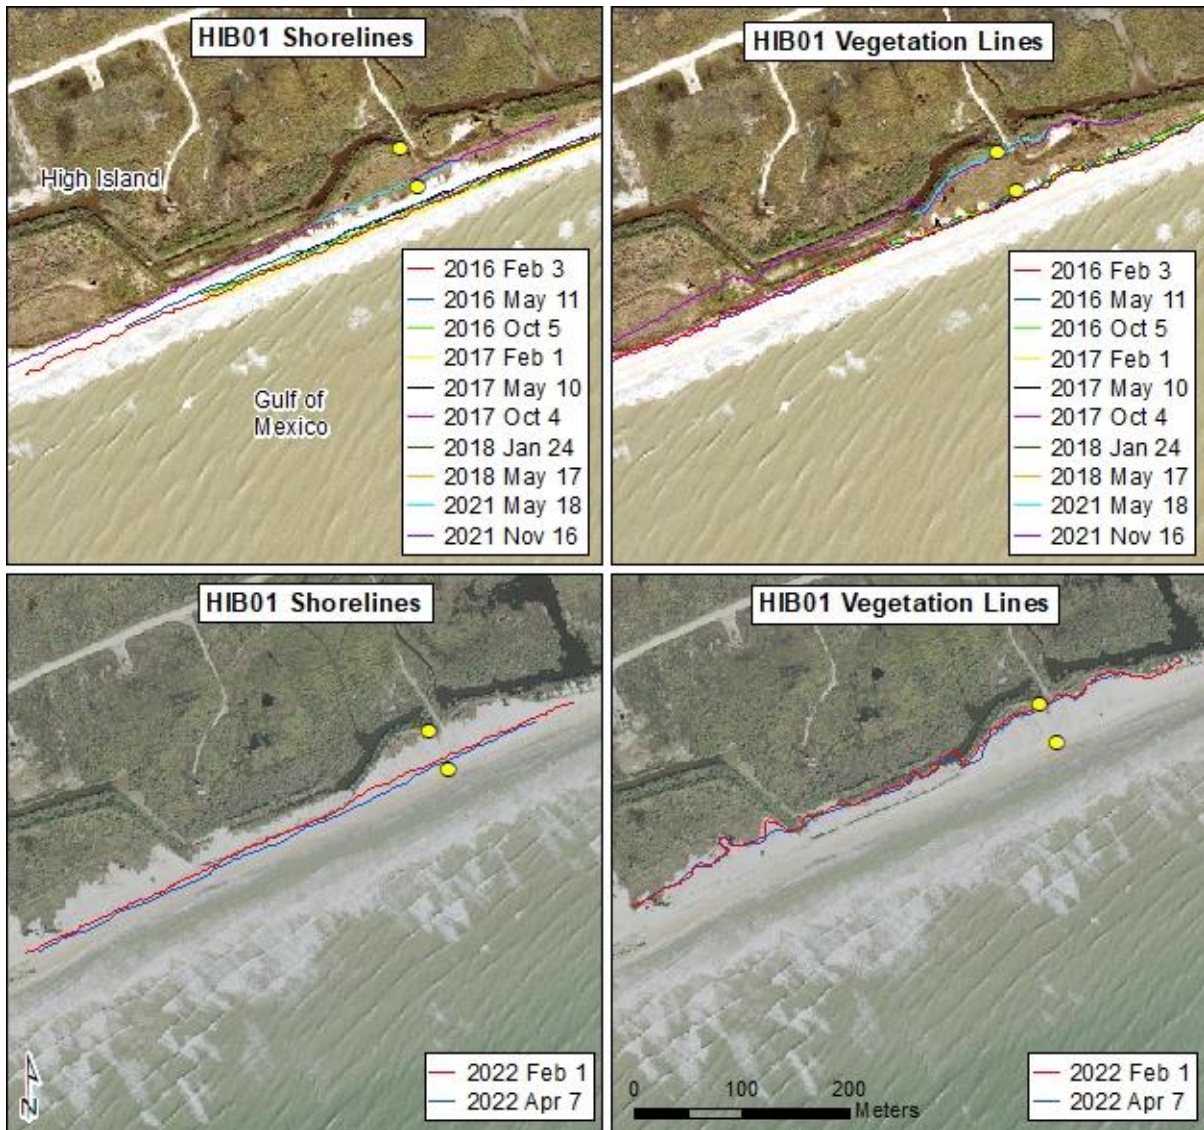 HIB01 Shorelines
High Island
Gulf of
Mexico
2016 Feb 3
2016 May 11
2016 Oct 5
2017 Feb 1
2017 May 10
2017 Oct 4
2018 Jan 24
2018 May 17
2021 May 18
2021 Nov 16
HIB01 Vegetation Lines
2016 Feb 3
2016 May 11
2016 Oct 5
2017 Feb 1
2017 May 10
2017 Oct 4
2018 Jan 24
2018 May 17
2021 May 18
2021 Nov 16
HIB01 Shorelines
N
2022 Feb 1
2022 Apr 7
HIB01 Vegetation Lines
0 100 200
Meters
2022 Feb 1
2022 Apr 7